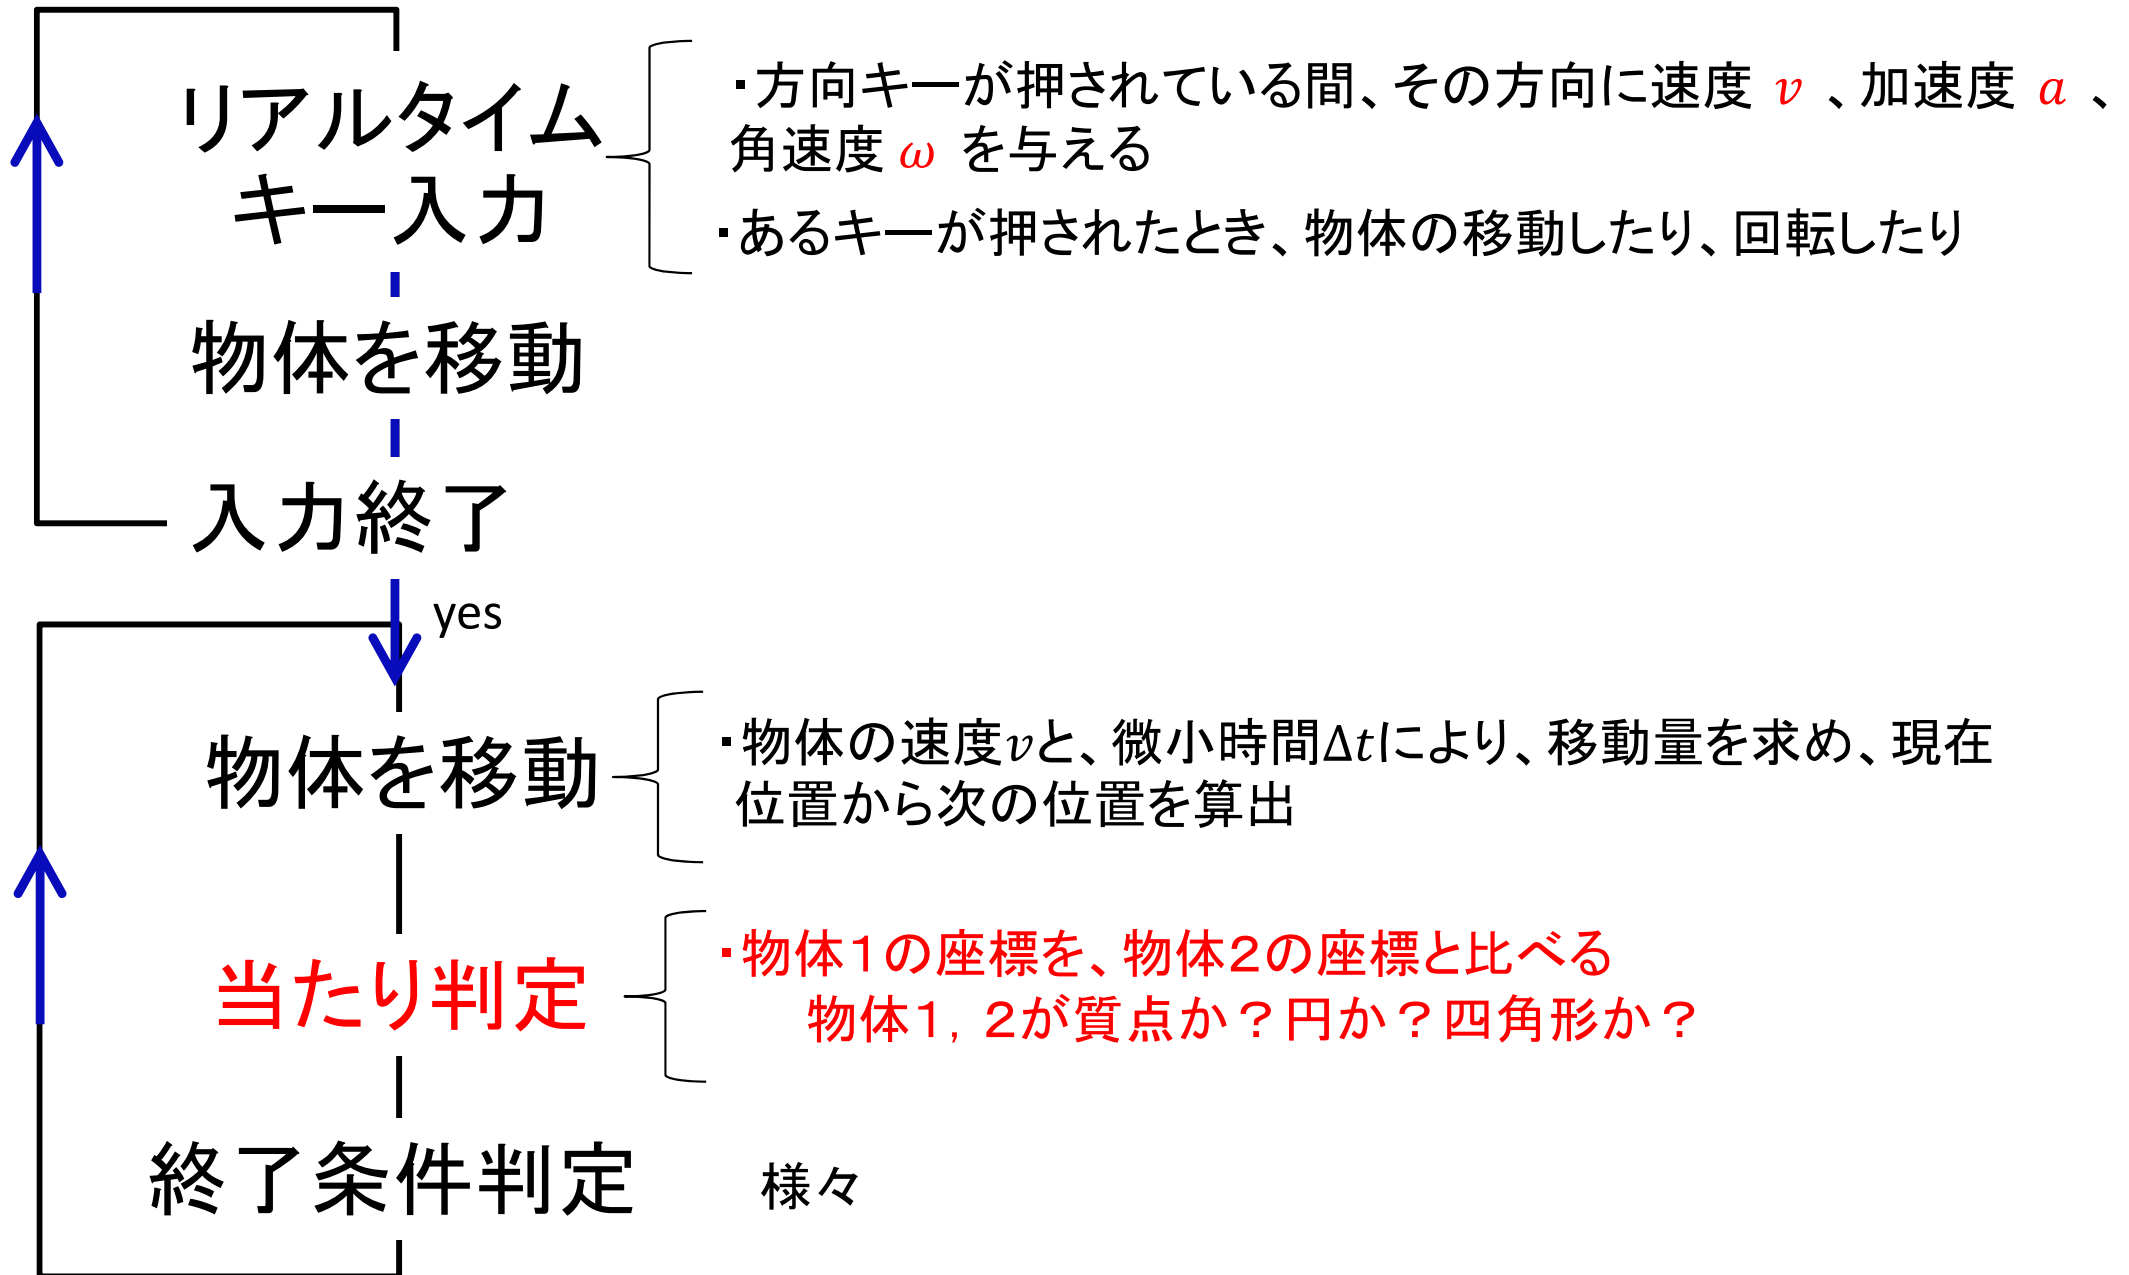 リアルタイム
キー入力
・方向キーが押されている間、その方向に速度 v 、加速度 a 、
角速度 ω を与える
・あるキーが押されたとき、物体の移動したり、回転したり
物体を移動
入力終了
yes
物体を移動
・物体の速度vと、微小時間Δtにより、移動量を求め、現在
位置から次の位置を算出
当たり判定
・物体１の座標を、物体２の座標と比べる
物体１，２が質点か？円か？四角形か？
終了条件判定
様々